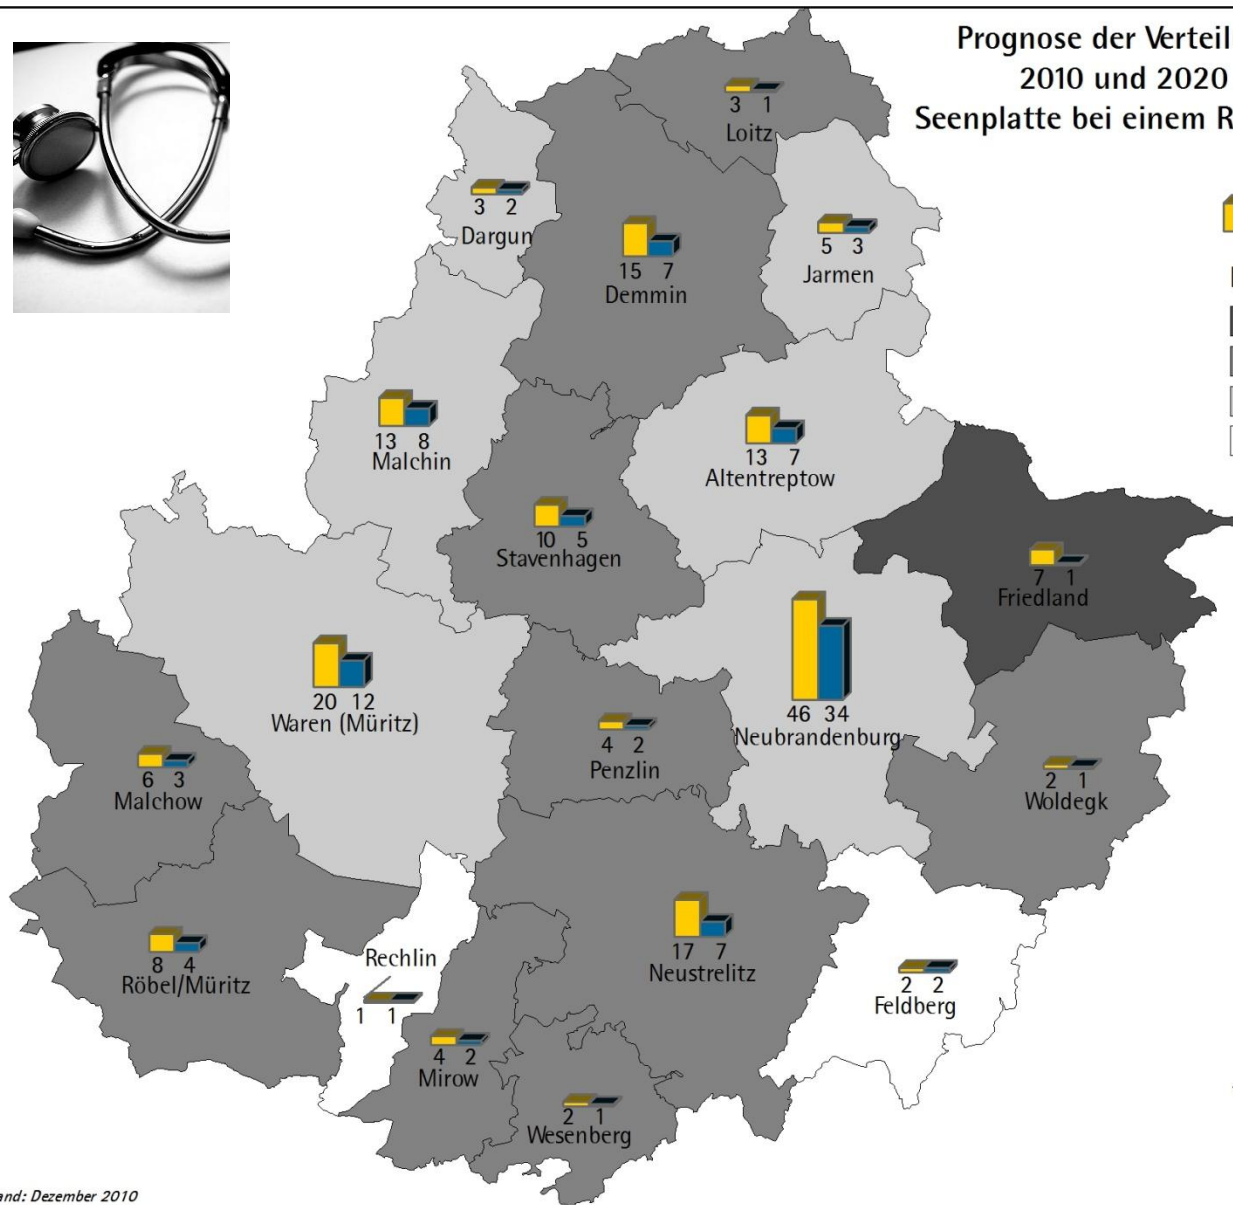 Prognose der Verteil
2010 und 2020
Seenplatte bei einem R
3 1
Loitz
3 2
Dargun
15 7
Demmin
5 3
Jarmen
13 8
Malchin
13 7
Altentreptow
10 5
Stavenhagen
7 1
Friedland
20 12
Waren (Müritz)
46 34
Neubrandenburg
4 2
Penzlin
6 3
Malchow
2 1
Woldegk
8 4
Röbel/Müritz
Rechlin
1 1
17 7
Neustrelitz
2 2
Feldberg
4 2
Mirow
2 1
Wesenberg
and: Dezember 2010